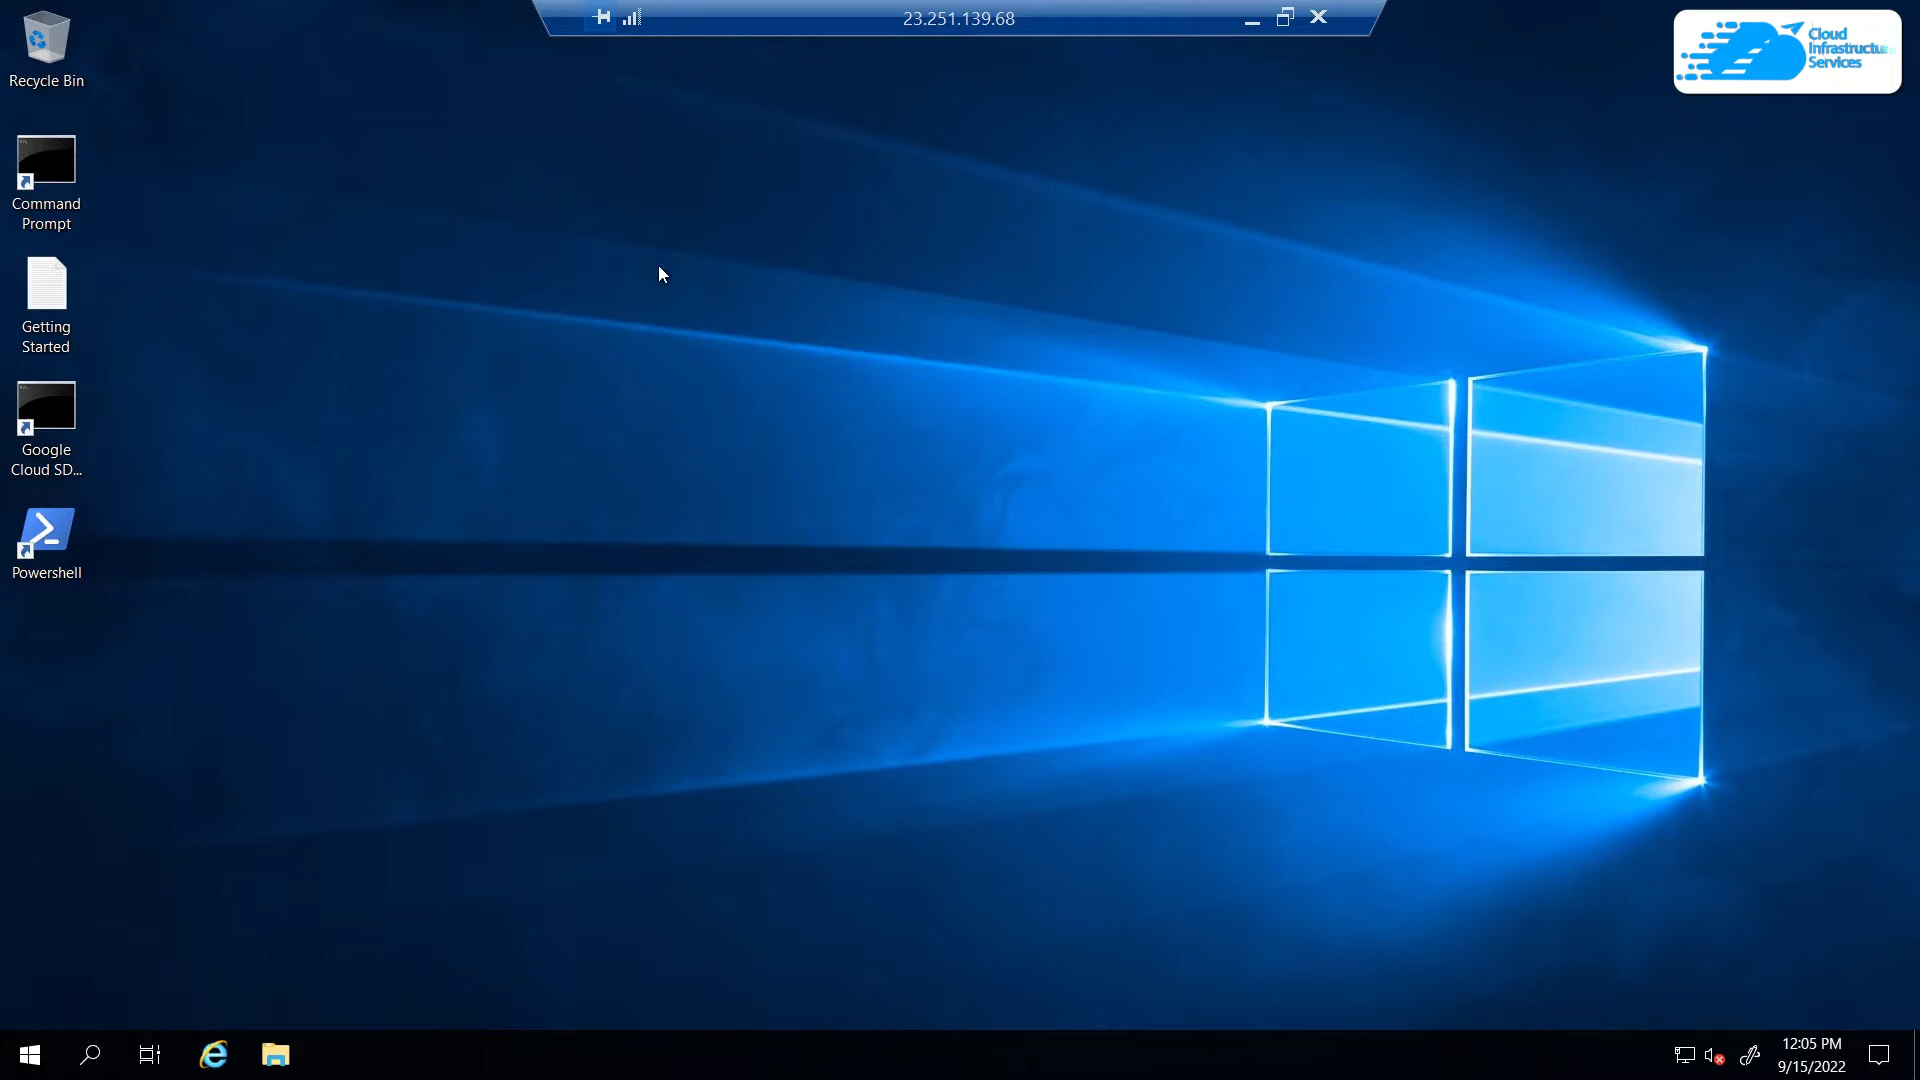 23.251.139.68
Cloud
Infrastructure
Services
Recycle Bin
Command
Prompt
Getting
Started
Google
Cloud SD...
Powershell
12:05 PM
9/15/2022